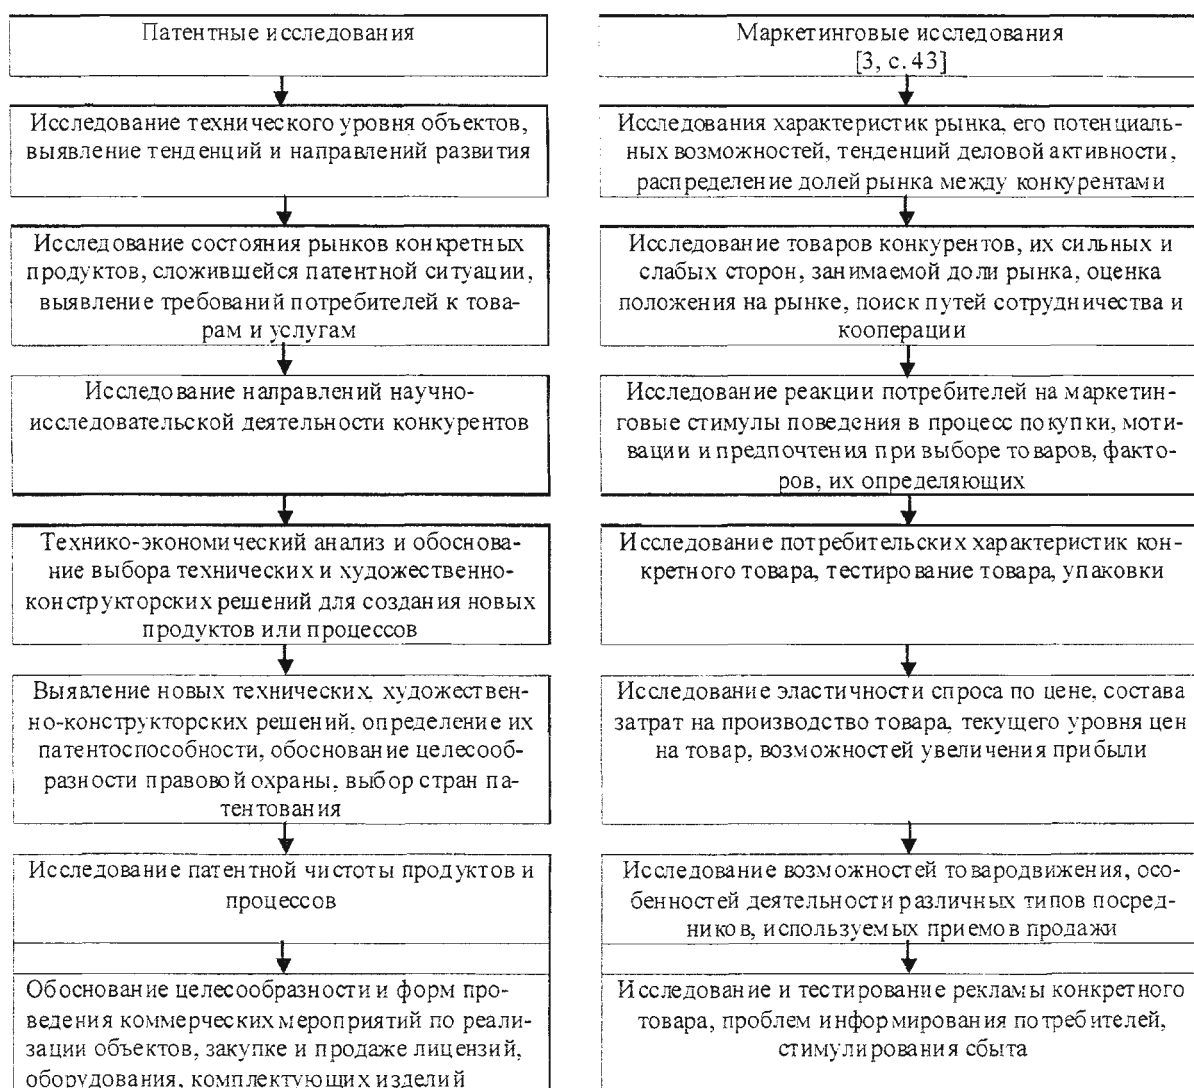 Патентные исследования
Исследование технического уровня объектов,
выявление тенденций и направлений развития
Исследование состояния рынков конкретных
продуктов, сложившейся патентной ситуации,
выявление требований потребителей к това-
рам и услугам
Исследование направлений научно-
исследовательской деятельности конкурентов
Технико-экономический анализ и обоснова-
ние выбора технических и художественно-
конструкторских решений для создания новых
продуктов или процессов
Выявление новых технических, художествен-
но-конструкторских решений, определение их
патентоспособности, обоснование целесооб-
разности правовой охраны, выбор стран па-
тентования
Исследование патентной чистоты продуктов и
процессов
Обоснование целесообразности и форм про-
ведения коммерческих мероприятий по реали-
зации объектов, закупке и продаже лицензий,
оборудования, комплектующих изделий
Маркетинговые исследования
[3, с. 43]
Исследования характеристик рынка, его потенциаль-
ных возможностей, тенденций деловой активности,
распределение долей рынка между конкурентами
Исследование товаров конкурентов, их сильных и
слабых сторон, занимаемой доли рынка, оценка
положения на рынке, поиск путей сотрудничества и
кооперации
Исследование реакции потребителей на маркетин-
говые стимулы поведения в процесс покупки, моти-
вации и предпочтения при выборе товаров, факто-
ров, их определяющих
Исследование потребительских характеристик кон-
кретного товара, тестирование товара, упаковки
Исследование эластичности спроса по цене, состава
затрат на производство товара, текущего уровня цен
на товар, возможностей увеличения прибыли
Исследование возможностей товародвижения, осо-
бенностей деятельности различных типов посред-
ников, используемых приемов продажи
Исследование и тестирование рекламы конкретного
товара, проблем информирования потребителей,
стимулирования сбыта